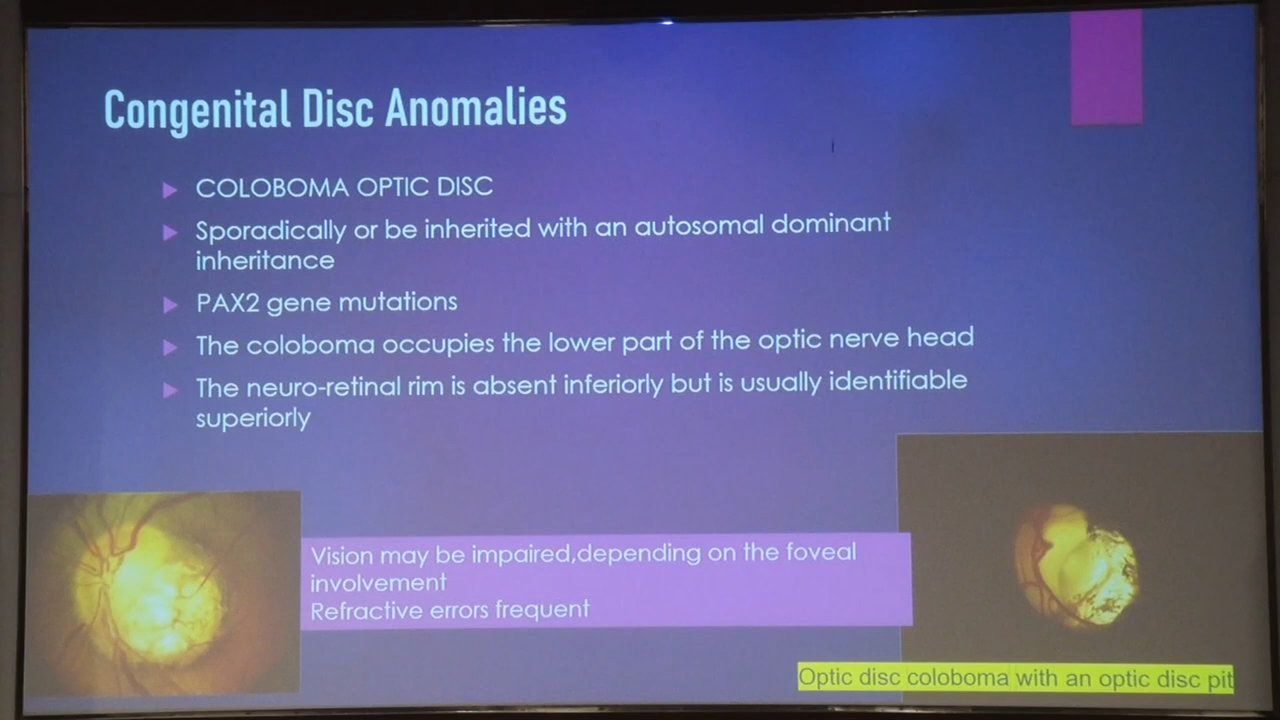 Congenital Disc Anomalies
COLOBOMA OPTIC DISC
Sporadically or be inherited with an autosomal dominant
inheritance
PAX2 gene mutations
The coloboma occupies the lower part of the optic nerve head
The neuro-retinal rim is absent inferiorly but is usually identifiable
superiorly
Vision may be impaired,depending on the foveal
involvement
Refractive errors frequent
Optic disc coloboma with an optic disc pit